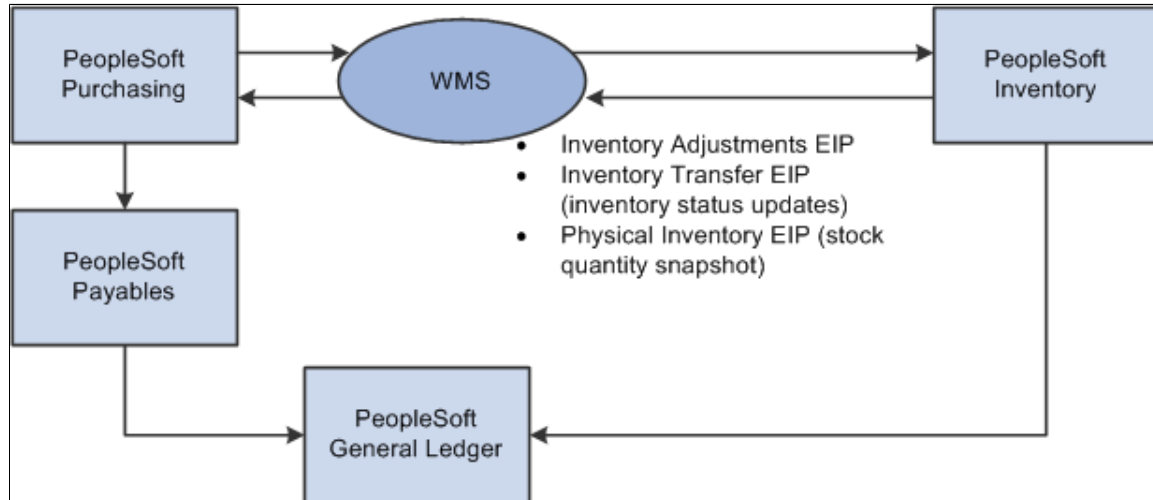 PeopleSoft
Purchasing
WMS
PeopleSoft
Inventory
• Inventory Adjustments EIP
• Inventory Transfer EIP
(inventory status updates)
• Physical Inventory EIP (stock
quantity snapshot)
PeopleSoft
Payables
PeopleSoft
General Ledger